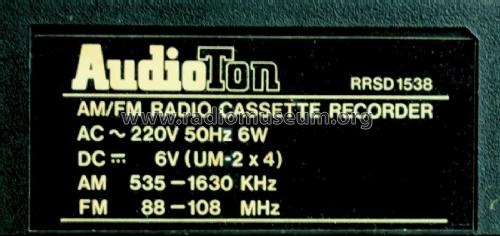 AudioTon
RRSD1538
AM/FM RADIO CASSETTE RECORDER
www.radiomuseum.org
AC ~ 220V 50Hz 6W
DC ⎓ 6V (UM-2 x 4)
AM 535-1630 KHz
FM 88-108 MHz